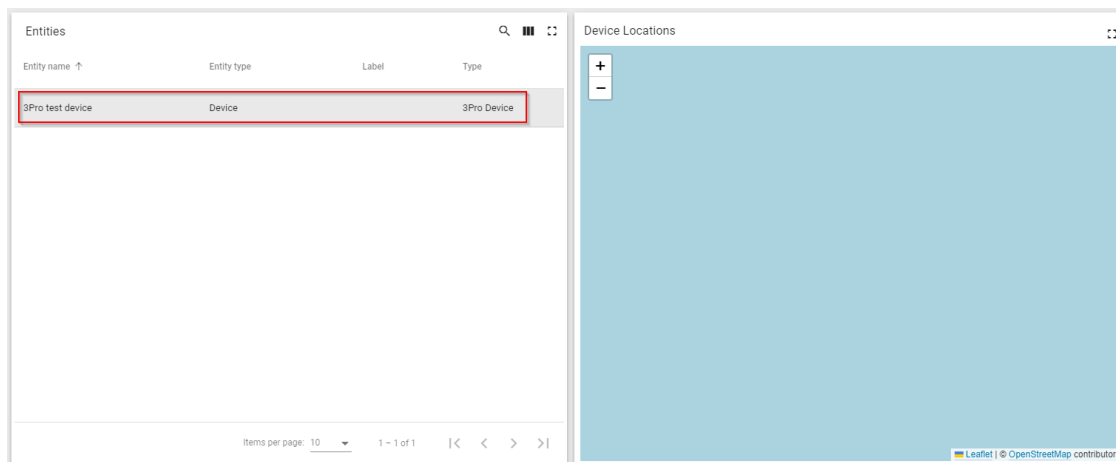 Entities
Entity name ↑ Entity type Label Type
3Pro test device Device 3Pro Device
Items per page: 10 1 – 1 of 1
Device Locations
+
−
Leaflet | © OpenStreetMap contributor